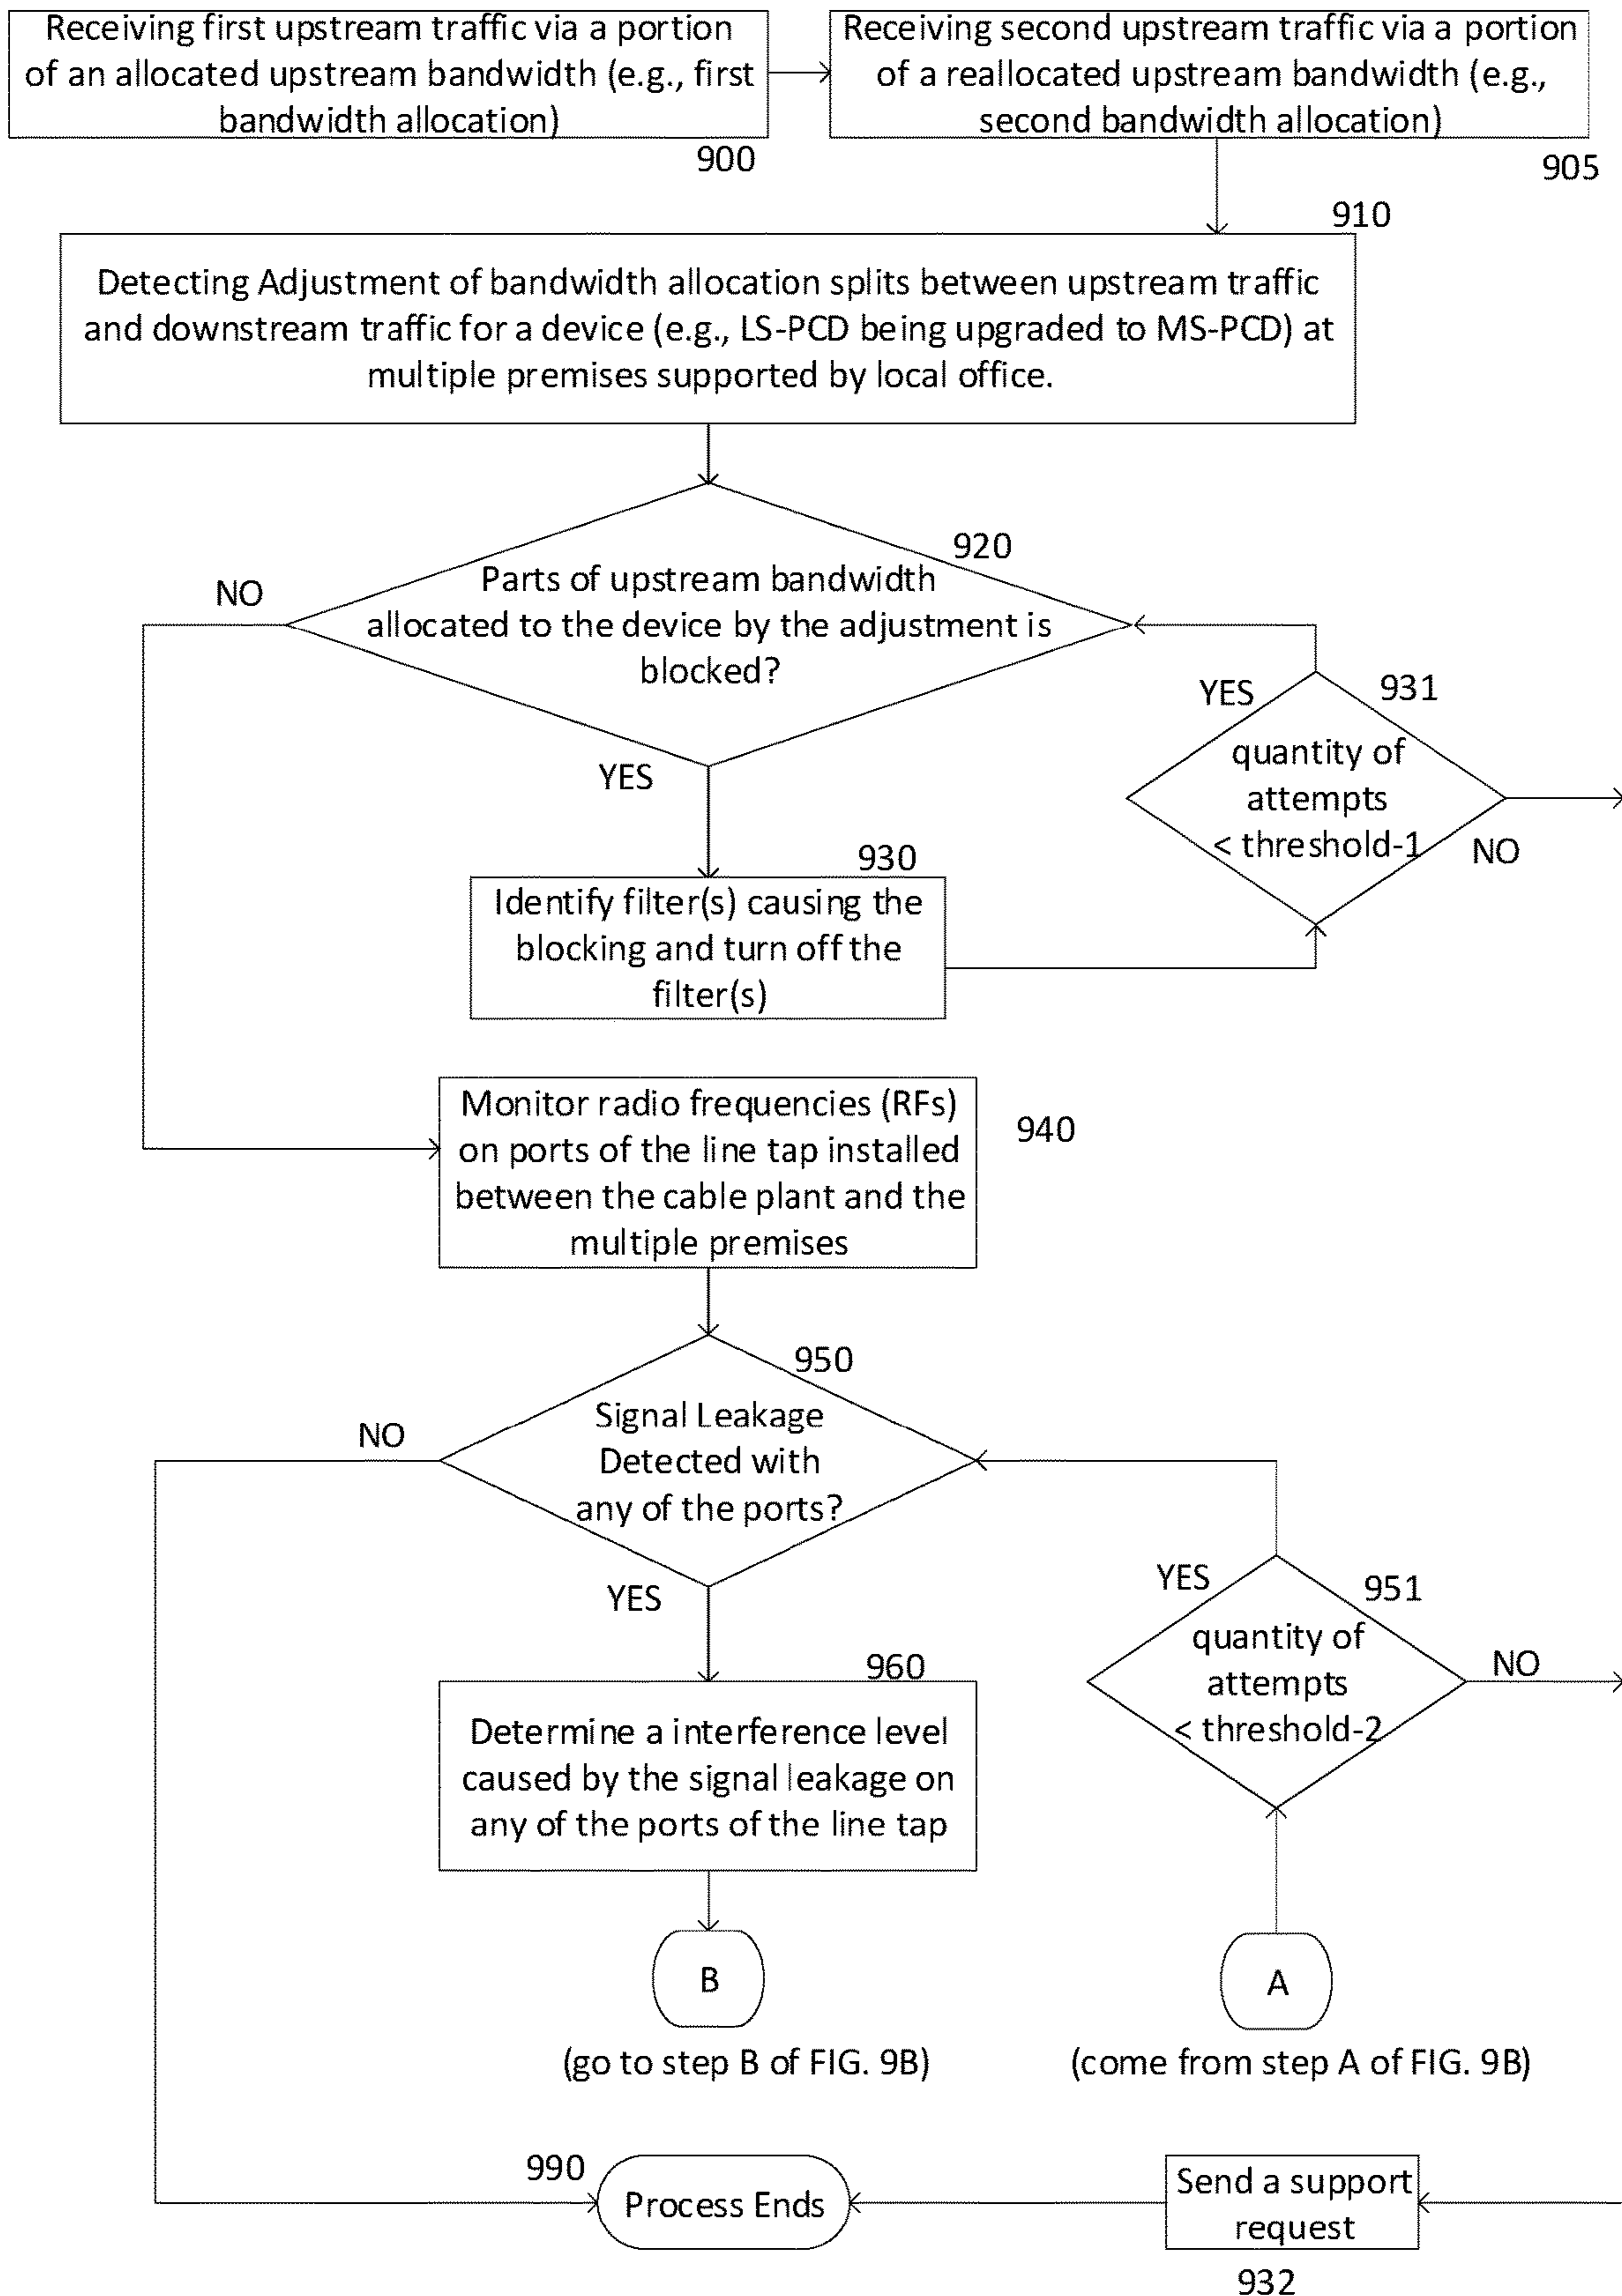 Receiving first upstream traffic via a portion
of an allocated upstream bandwidth (e.g., first
bandwidth allocation)
900
Receiving second upstream traffic via a portion
of a reallocated upstream bandwidth (e.g.,
second bandwidth allocation)
905
910
Detecting Adjustment of bandwidth allocation splits between upstream traffic
and downstream traffic for a device (e.g., LS-PCD being upgraded to MS-PCD) at
multiple premises supported by local office.
920
Parts of upstream bandwidth
allocated to the device by the adjustment is
blocked?
NO
YES
YES
931
quantity of
attempts
< threshold-1
NO
930
Identify filter(s) causing the
blocking and turn off the
filter(s)
Monitor radio frequencies (RFs)
on ports of the line tap installed
between the cable plant and the
multiple premises
940
950
Signal Leakage
Detected with
any of the ports?
NO
YES
YES
951
quantity of
attempts
< threshold-2
NO
960
Determine a interference level
caused by the signal leakage on
any of the ports of the line tap
B
(go to step B of FIG. 9B)
A
(come from step A of FIG. 9B)
990
Process Ends
Send a support
request
932